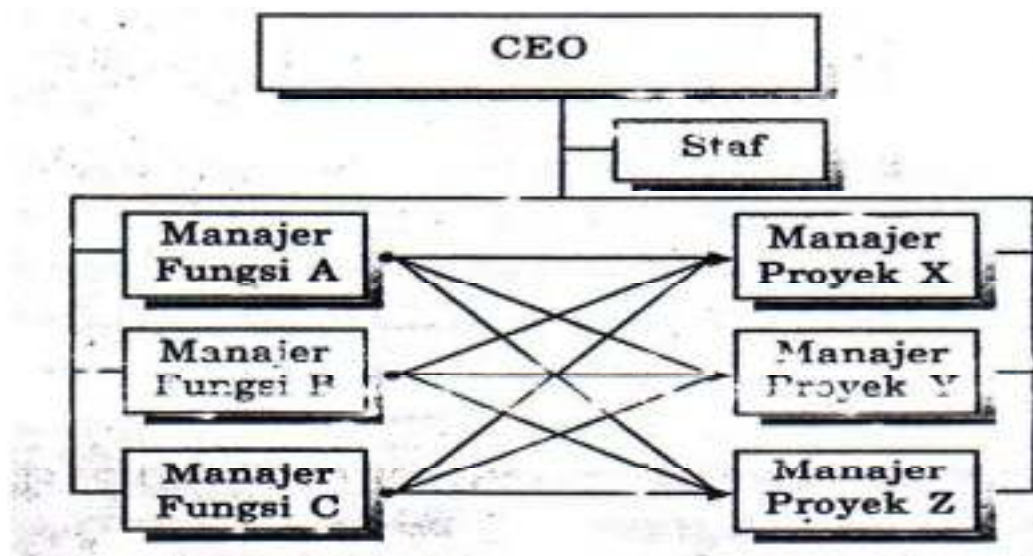 CEO
Staf
Manajer
Fungsi A
Manajer
Proyek X
Manajer
Fungsi B
Manajer
Proyek Y
Manajer
Fungsi C
Manajer
Proyek Z